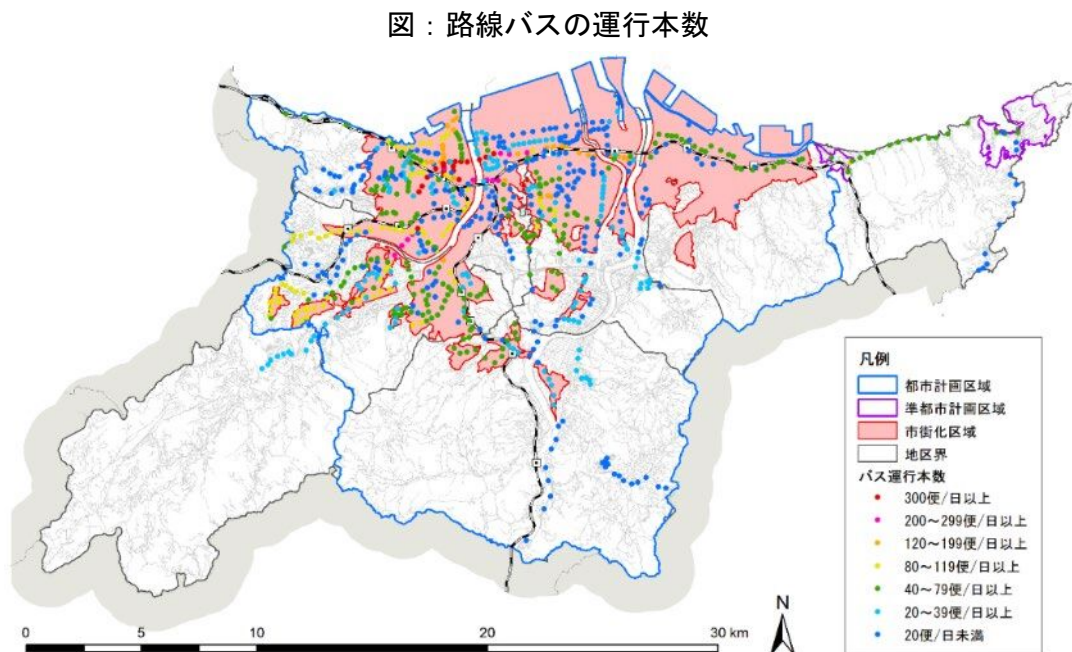 図：路線バスの運行本数
凡例
都市計画区域
準都市計画区域
市街化区域
地区界
バス運行本数
300便/日以上
200～299便/日以上
120～199便/日以上
80～119便/日以上
40～79便/日以上
20～39便/日以上
20便/日未満
N
0 5 10 20 30 km